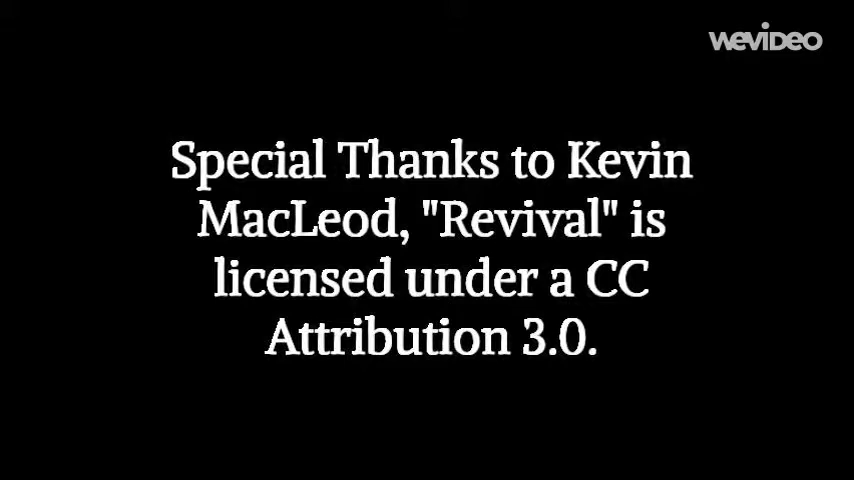 WEVIDEO
Special Thanks to Kevin
MacLeod, "Revival" is
licensed under a CC
Attribution 3.0.